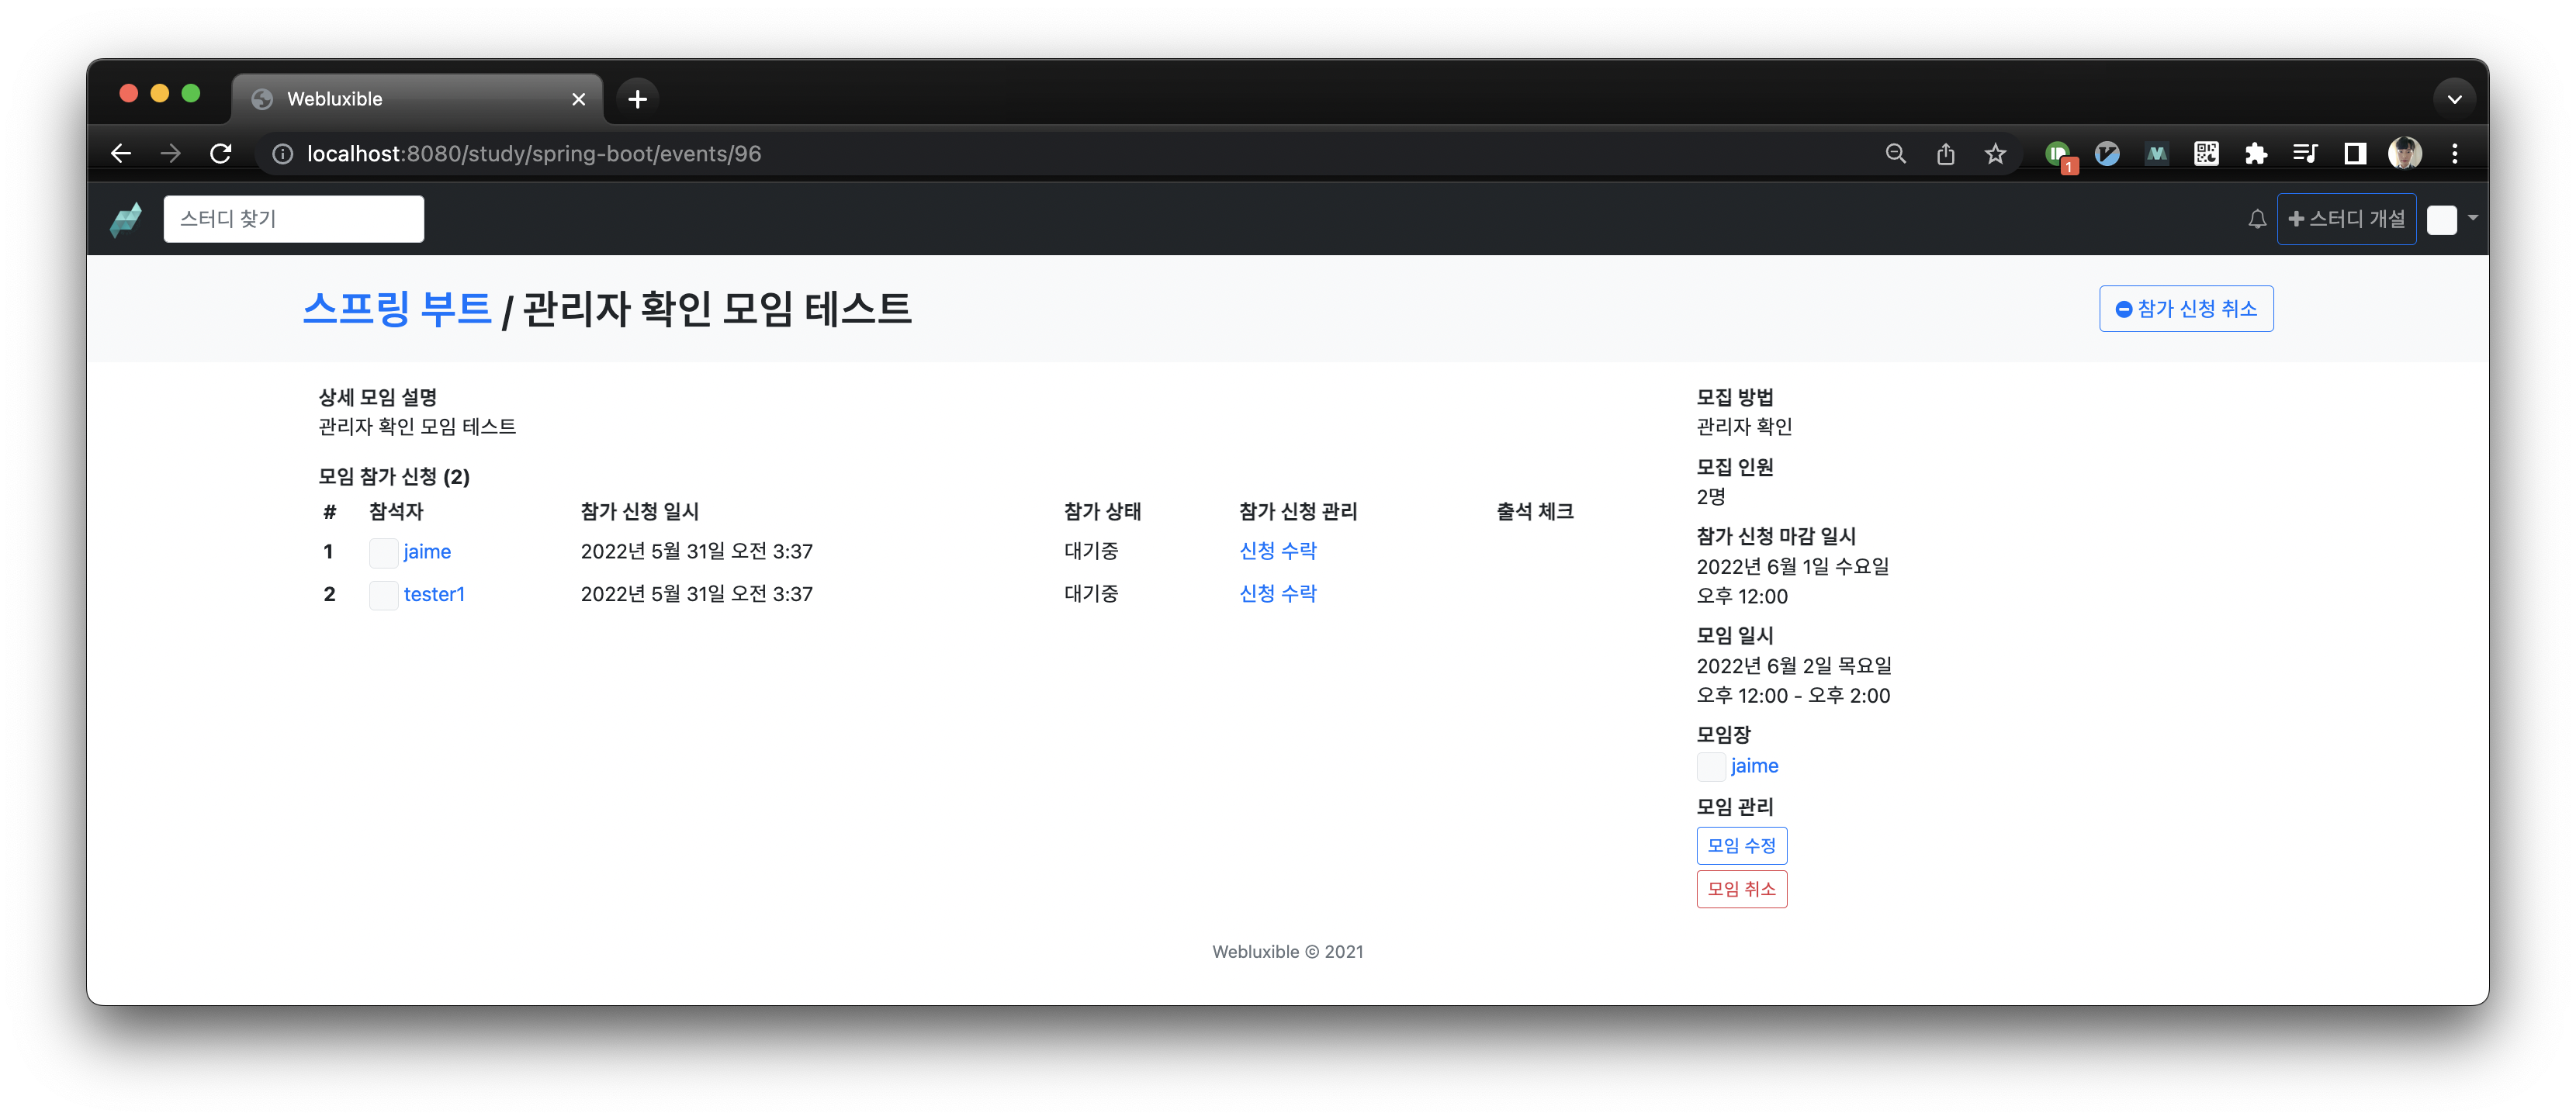 Webluxible
localhost:8080/study/spring-boot/events/96
1
스터디 찾기
스터디 개설
스프링 부트 / 관리자 확인 모임 테스트
참가 신청 취소
상세 모임 설명
관리자 확인 모임 테스트
모임 참가 신청 (2)
# 참석자 참가 신청 일시 참가 상태 참가 신청 관리 출석 체크
1 jaime 2022년 5월 31일 오전 3:37 대기중 신청 수락
2 tester1 2022년 5월 31일 오전 3:37 대기중 신청 수락
모집 방법
관리자 확인
모집 인원
2명
참가 신청 마감 일시
2022년 6월 1일 수요일
오후 12:00
모임 일시
2022년 6월 2일 목요일
오후 12:00 - 오후 2:00
모임장
jaime
모임 관리
모임 수정
모임 취소
Webluxible © 2021